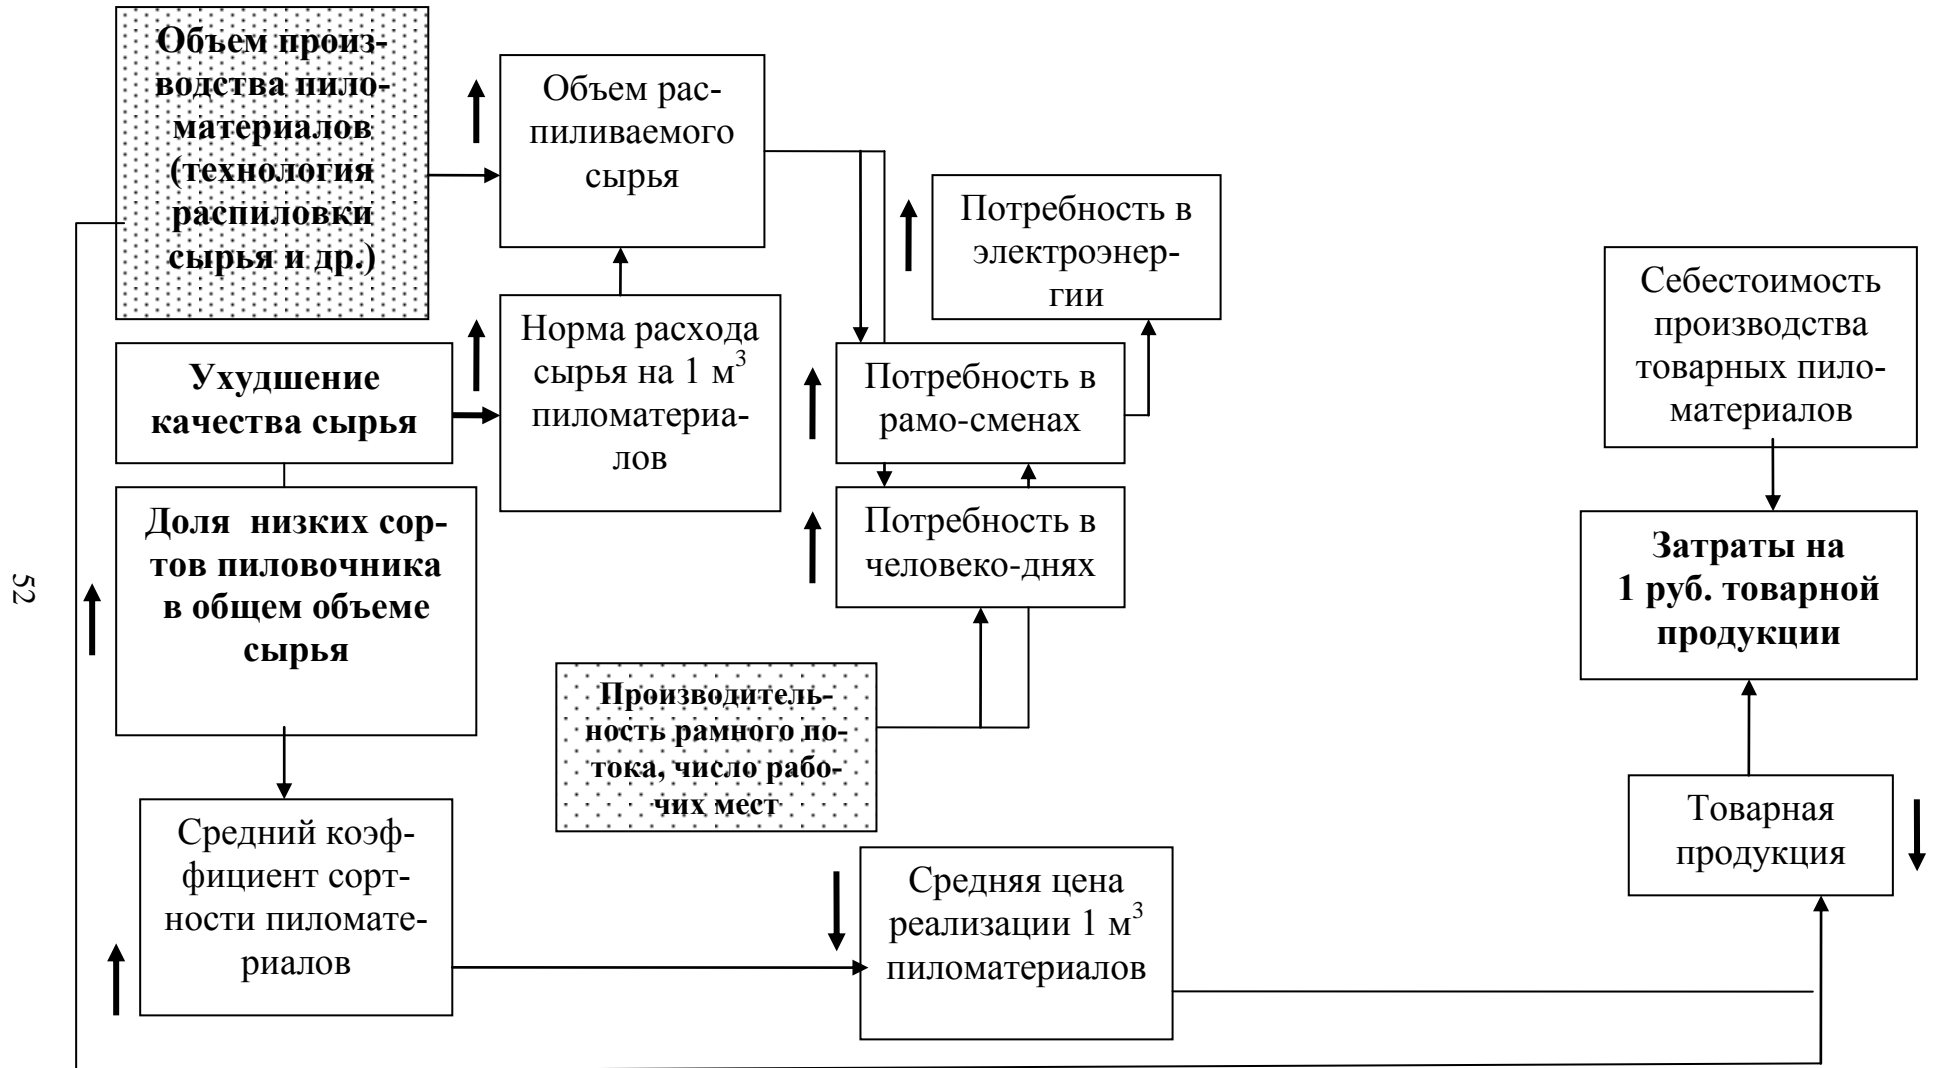 Объем произ-
водства пило-
материалов
(технология
распиловки
сырья и др.)
Объем рас-
пиливаемого
сырья
Потребность в
электроэнер-
гии
Себестоимость
производства
товарных пило-
материалов
Ухудшение
качества сырья
Норма расхода
сырья на 1 м³
пиломатериа-
лов
Потребность в
рамо-сменах
Доля низких сор-
тов пиловочника
в общем объеме
сырья
Потребность в
человеко-днях
Затраты на
1 руб. товарной
продукции
52
Производитель-
ность рамного по-
тока, число рабо-
чих мест
Средний коэф-
фициент сорт-
ности пиломате-
риалов
Средняя цена
реализации 1 м³
пиломатериалов
Товарная
продукция